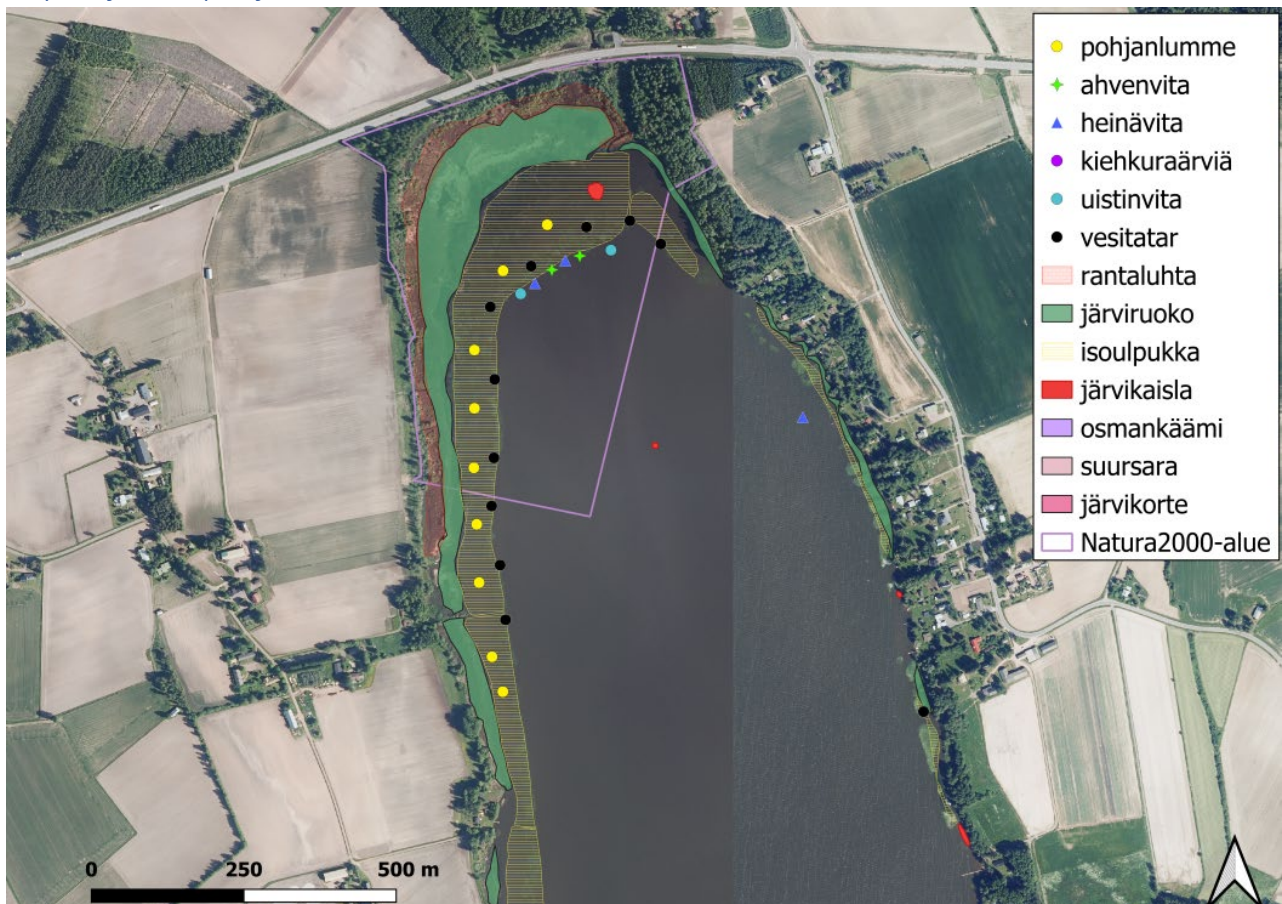 pohjanlumme
ahvenvita
heinävita
kiehkuraärviä
uistinvita
vesitatar
rantaluhta
järviruoko
isoulpukka
järvikaisla
osmankäämi
suursara
järvikorte
Natura2000-alue
0 250 500 m